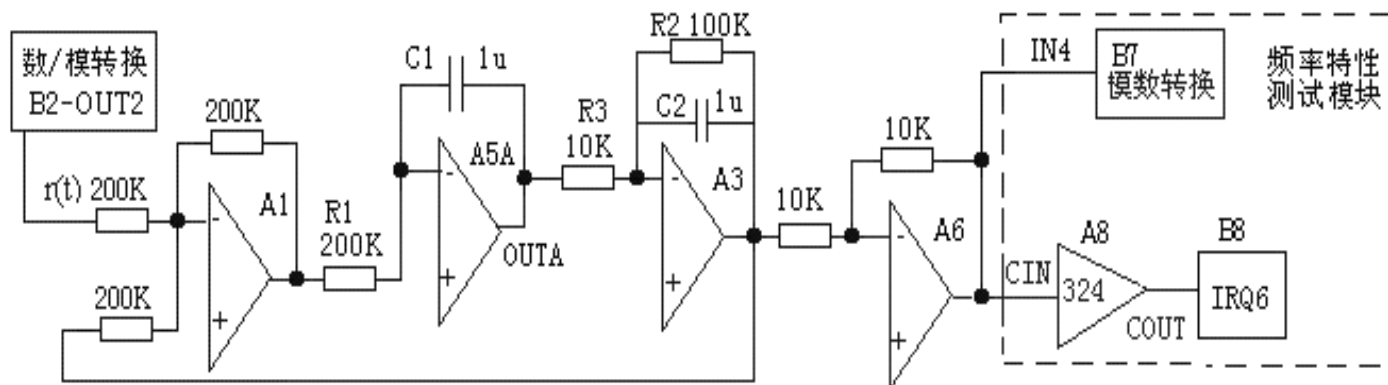 数/模转换
B2-OUT2
r(t) 200K
200K
200K
A1
+
-
R1
200K
C1
1u
-
A5A
+
OUTA
R3
10K
R2 100K
C2
1u
-
A3
+
10K
10K
-
A6
+
IN4
B7
模数转换
频率特性
测试模块
CIN
A8
324
COUT
B8
IRQ6